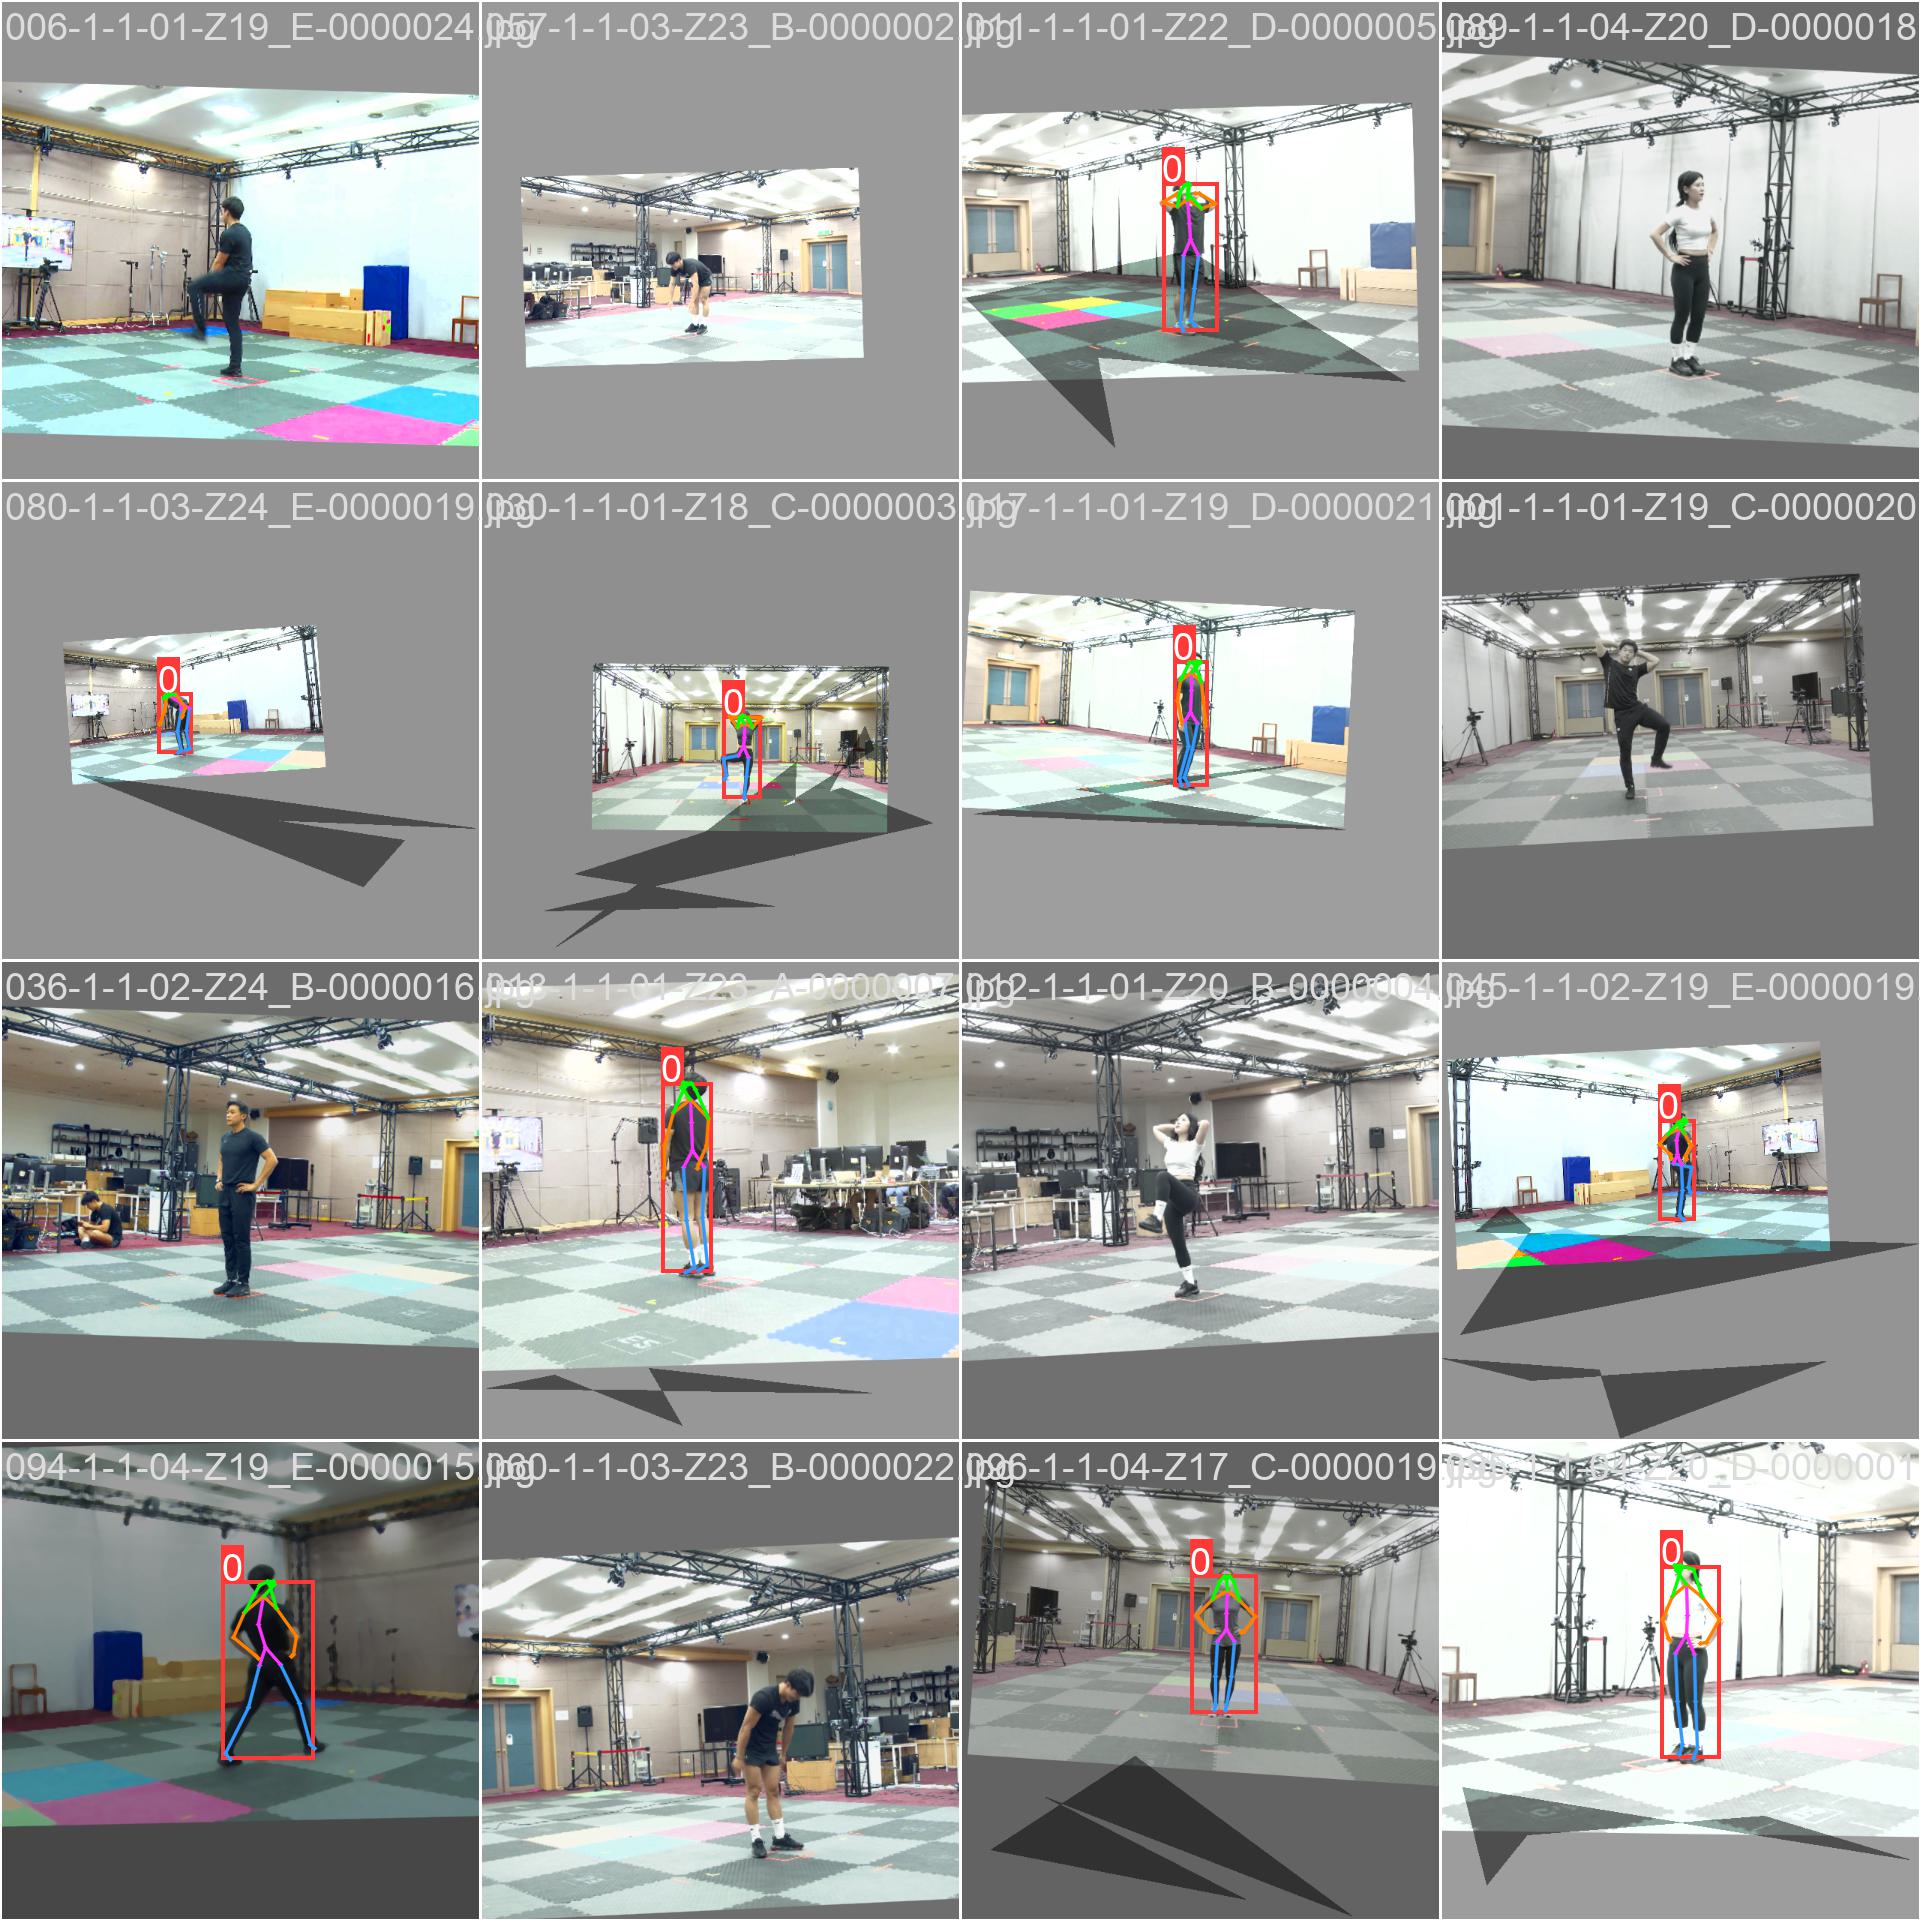 006-1-1-01-Z19_E-0000024.jpg
057-1-1-03-Z23_B-0000002.jpg
011-1-1-01-Z22_D-0000005.jpg
089-1-1-04-Z20_D-0000018
0
080-1-1-03-Z24_E-0000019.jpg
030-1-1-01-Z18_C-0000003.jpg
017-1-1-01-Z19_D-0000021.jpg
001-1-1-01-Z19_C-0000020
0
0
0
036-1-1-02-Z24_B-0000016.jpg
013-1-1-01-Z23_A-0000007.jpg
012-1-1-01-Z20_B-0000004.jpg
045-1-1-02-Z19_E-0000019
0
0
094-1-1-04-Z19_E-0000015.jpg
060-1-1-03-Z23_B-0000022.jpg
096-1-1-04-Z17_C-0000019.jpg
0
0
0